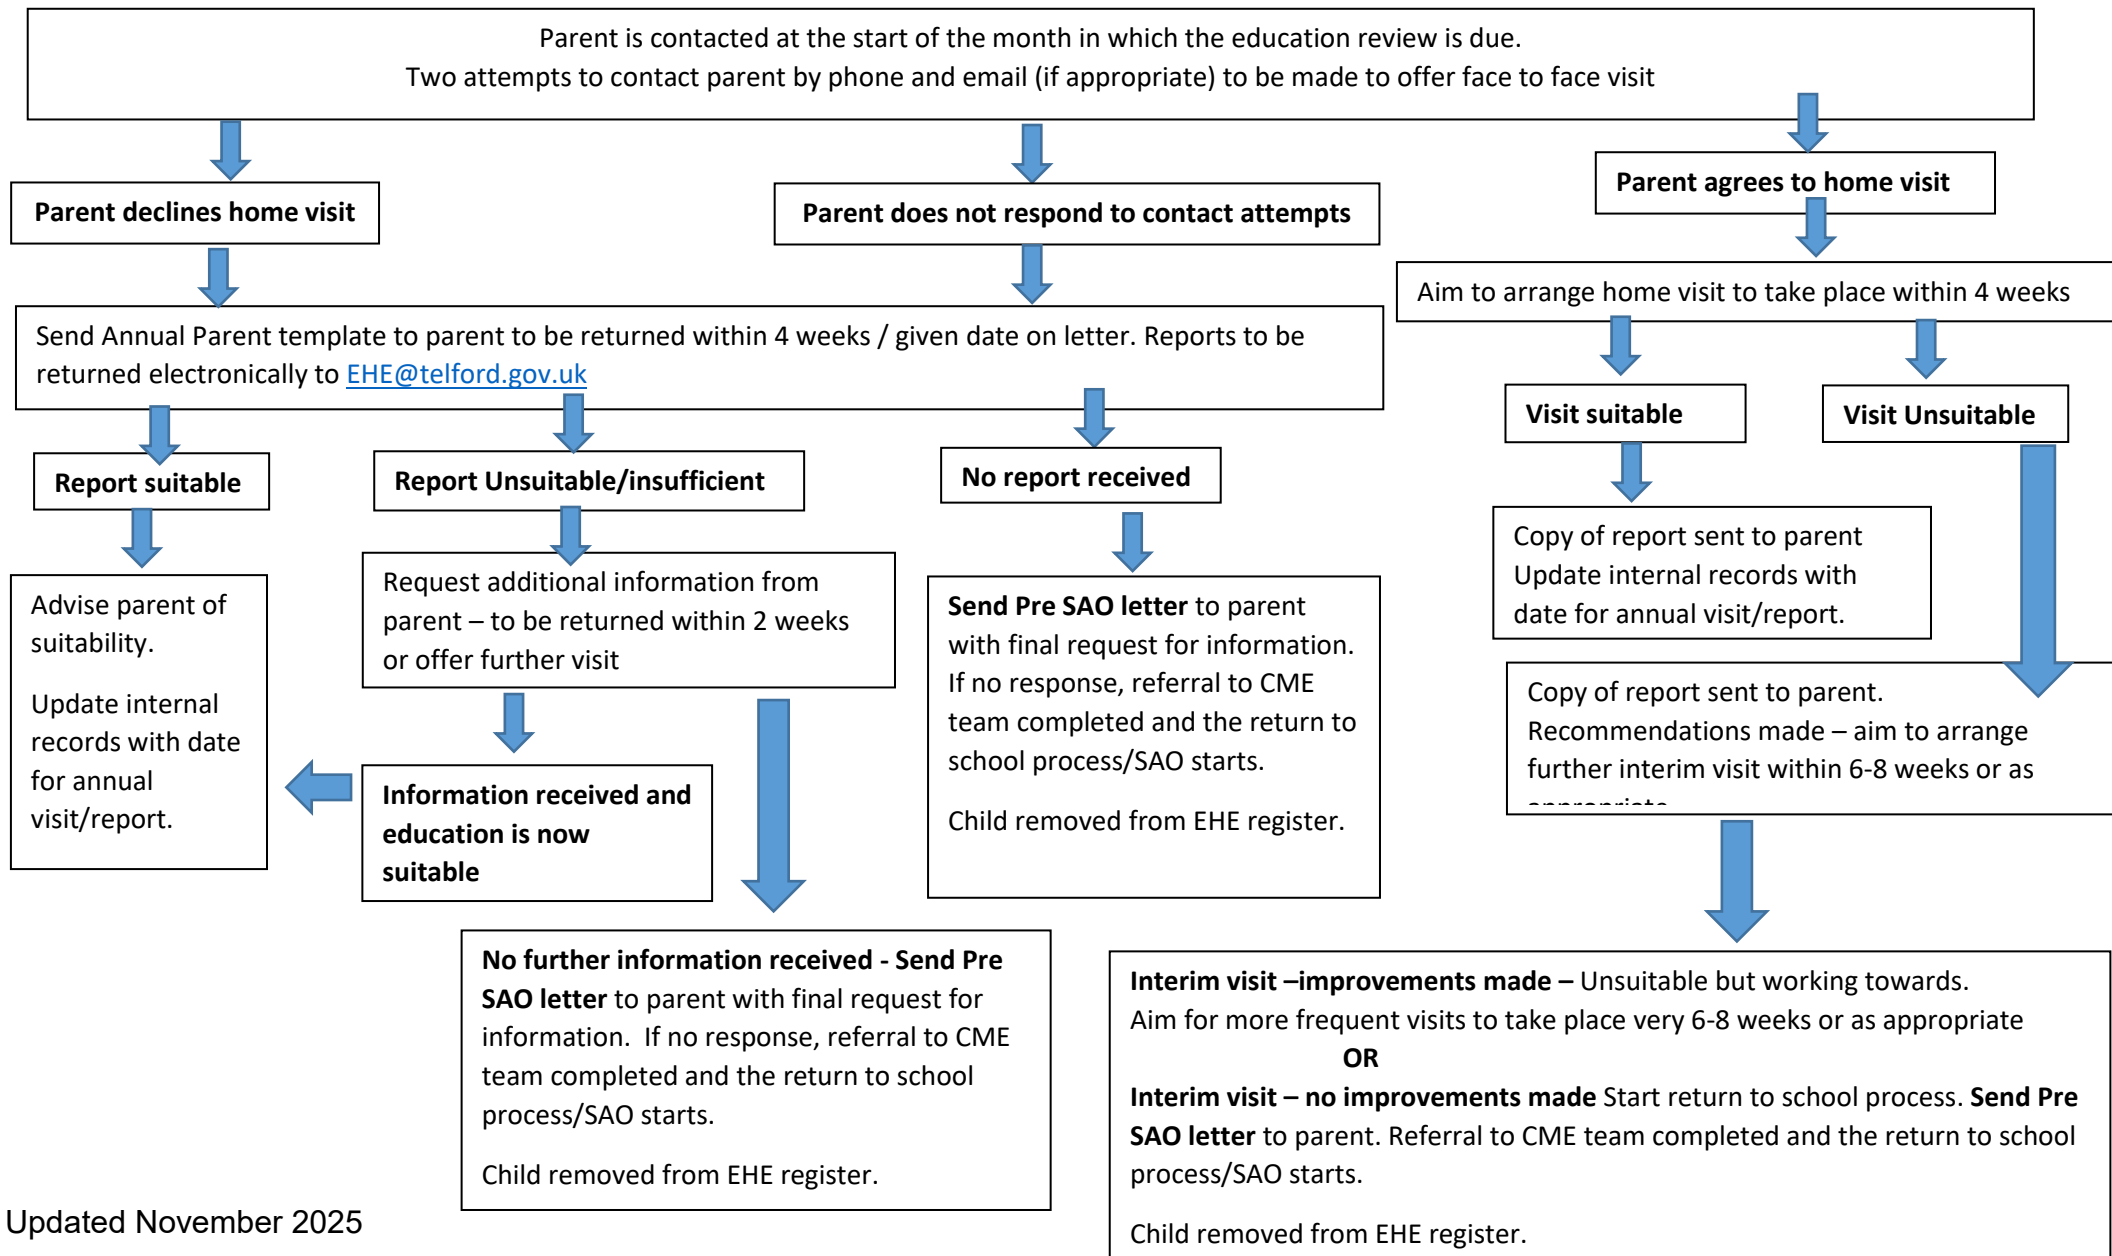 Parent is contacted at the start of the month in which the education review is due.
Two attempts to contact parent by phone and email (if appropriate) to be made to offer face to face visit
Parent declines home visit
Parent does not respond to contact attempts
Parent agrees to home visit
Aim to arrange home visit to take place within 4 weeks
Send Annual Parent template to parent to be returned within 4 weeks / given date on letter. Reports to be
returned electronically to EHE@telford.gov.uk
Visit suitable
Visit Unsuitable
Report suitable
Report Unsuitable/insufficient
No report received
Copy of report sent to parent
Update internal records with
date for annual visit/report.
Advise parent of
suitability.
Update internal
records with date
for annual
visit/report.
Request additional information from
parent – to be returned within 2 weeks
or offer further visit
Send Pre SAO letter to parent
with final request for information.
If no response, referral to CME
team completed and the return to
school process/SAO starts.
Child removed from EHE register.
Copy of report sent to parent.
Recommendations made – aim to arrange
further interim visit within 6-8 weeks or as
Information received and
education is now
suitable
No further information received - Send Pre
SAO letter to parent with final request for
information.  If no response, referral to CME
team completed and the return to school
process/SAO starts.
Child removed from EHE register.
Interim visit –improvements made – Unsuitable but working towards.
Aim for more frequent visits to take place very 6-8 weeks or as appropriate
OR
Interim visit – no improvements made Start return to school process. Send Pre
SAO letter to parent. Referral to CME team completed and the return to school
process/SAO starts.
Child removed from EHE register.
Updated November 2025